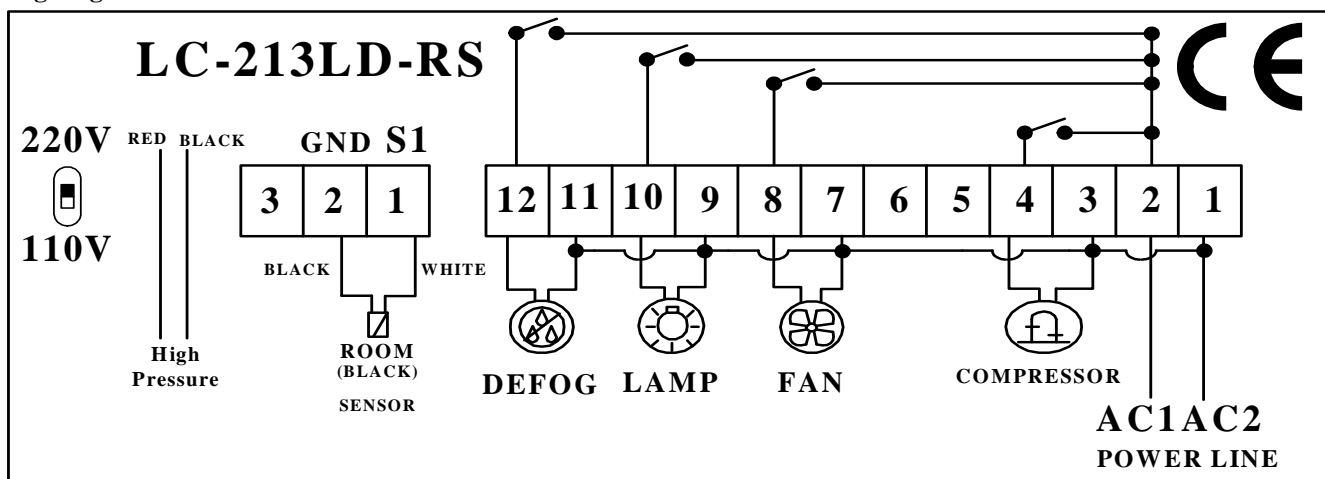 LC-213LD-RS
CE
220V
110V
RED BLACK
High
Pressure
GND S1
3 2 1
BLACK WHITE
ROOM
(BLACK)
SENSOR
12 11 10 9 8 7 6 5 4 3 2 1
DEFOG LAMP FAN COMPRESSOR
AC1 AC2
POWER LINE